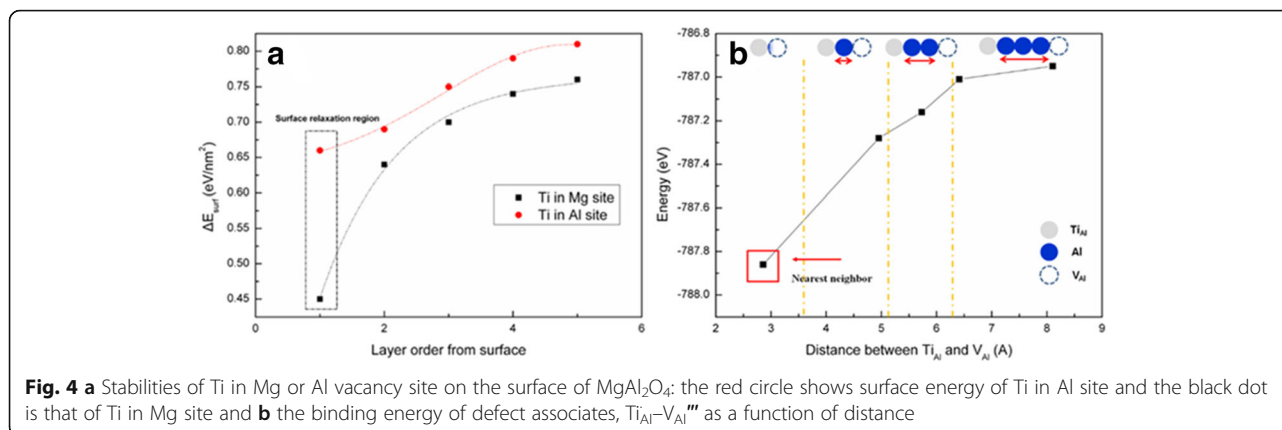 a
0.80
0.75
0.70
0.65
0.60
0.55
0.50
0.45
ΔE_surf (eV/nm²)
Surface relaxation region
Ti in Mg site
Ti in Al site
0 1 2 3 4 5 6
Layer order from surface
b
-786.8
-787.0
-787.2
-787.4
-787.6
-787.8
-788.0
Energy (eV)
Ti_Al
Al
V_Al
Nearest neighbor
2 3 4 5 6 7 8 9
Distance between Ti_Al and V_Al (A)
Fig. 4 a Stabilities of Ti in Mg or Al vacancy site on the surface of MgAl₂O₄: the red circle shows surface energy of Ti in Al site and the black dot
is that of Ti in Mg site and b the binding energy of defect associates, Ti˙_Al–V_Al‴ as a function of distance